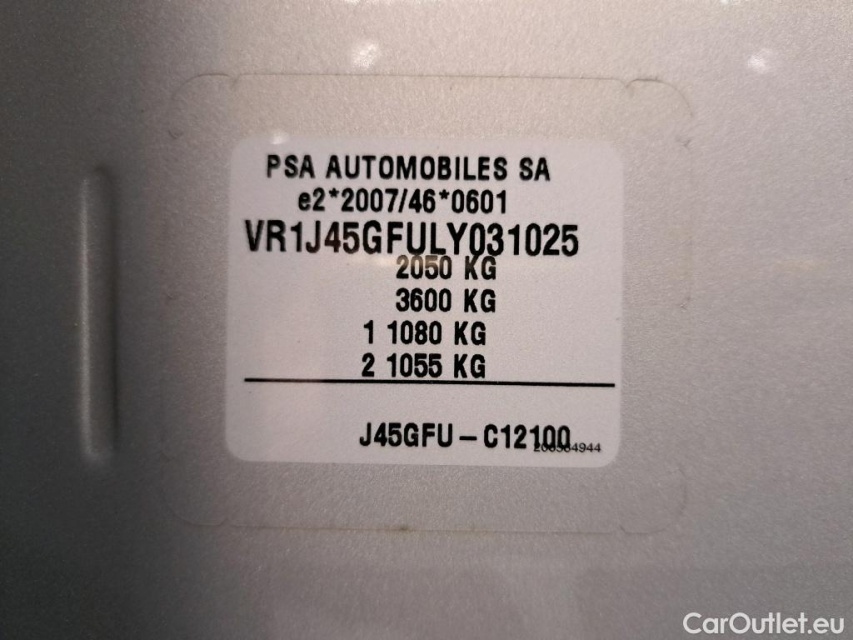 PSA AUTOMOBILES SA
e2*2007/46*0601
VR1J45GFULY031025
2050 KG
3600 KG
1 1080 KG
2 1055 KG
J45GFU - C12100
CarOutlet.eu